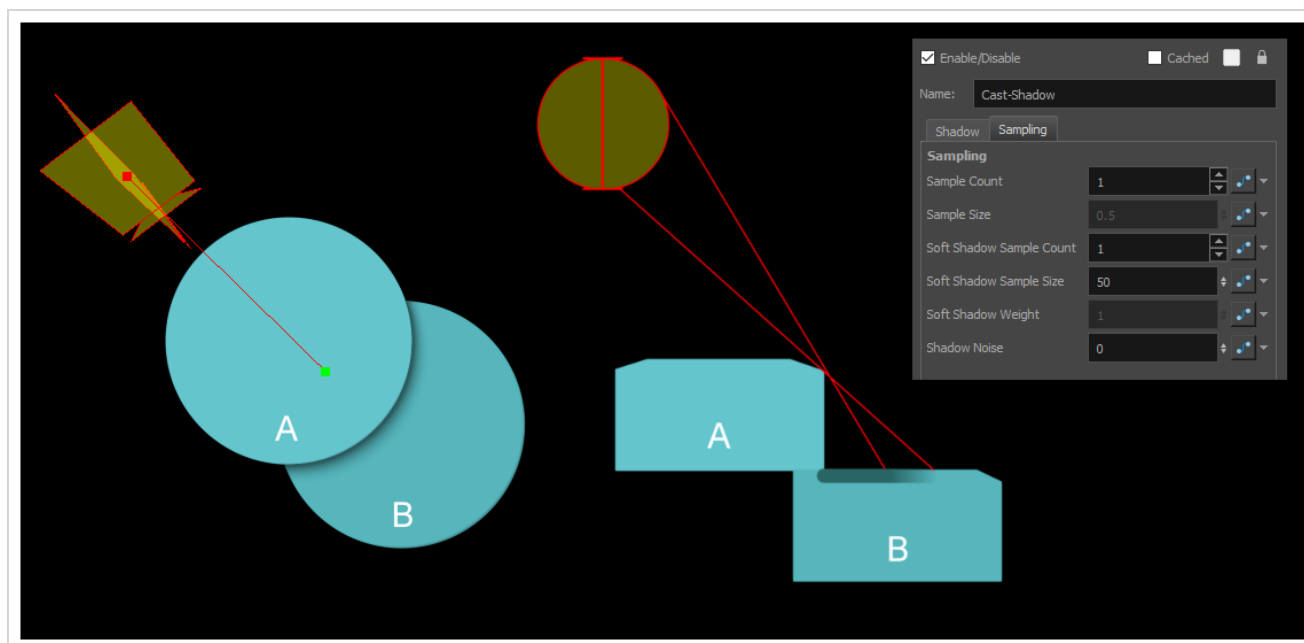 Enable/Disable
Cached
Name:
Cast-Shadow
Shadow
Sampling
Sampling
Sample Count
1
Sample Size
0.5
Soft Shadow Sample Count
1
Soft Shadow Sample Size
50
Soft Shadow Weight
1
Shadow Noise
0
A
B
A
B